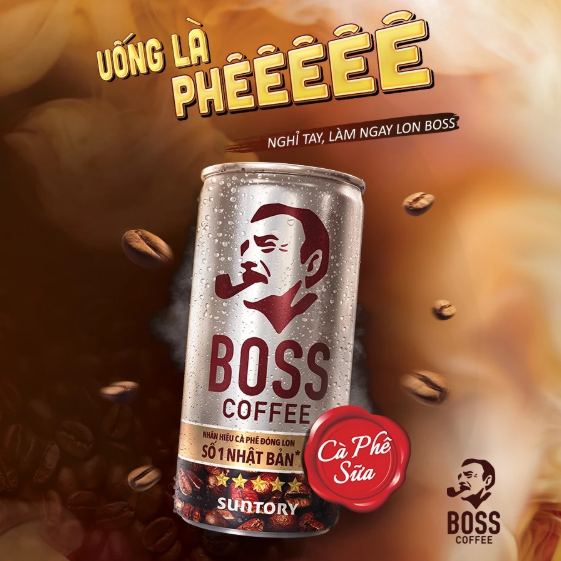 UỐNG LÀ
PHÊÊÊÊÊ
NGHỈ TAY, LÀM NGAY LON BOSS
BOSS
COFFEE
NHÃN HIỆU CÀ PHÊ ĐÓNG LON
SỐ 1 NHẬT BẢN*
SUNTORY
Cà Phê
Sữa
BOSS
COFFEE